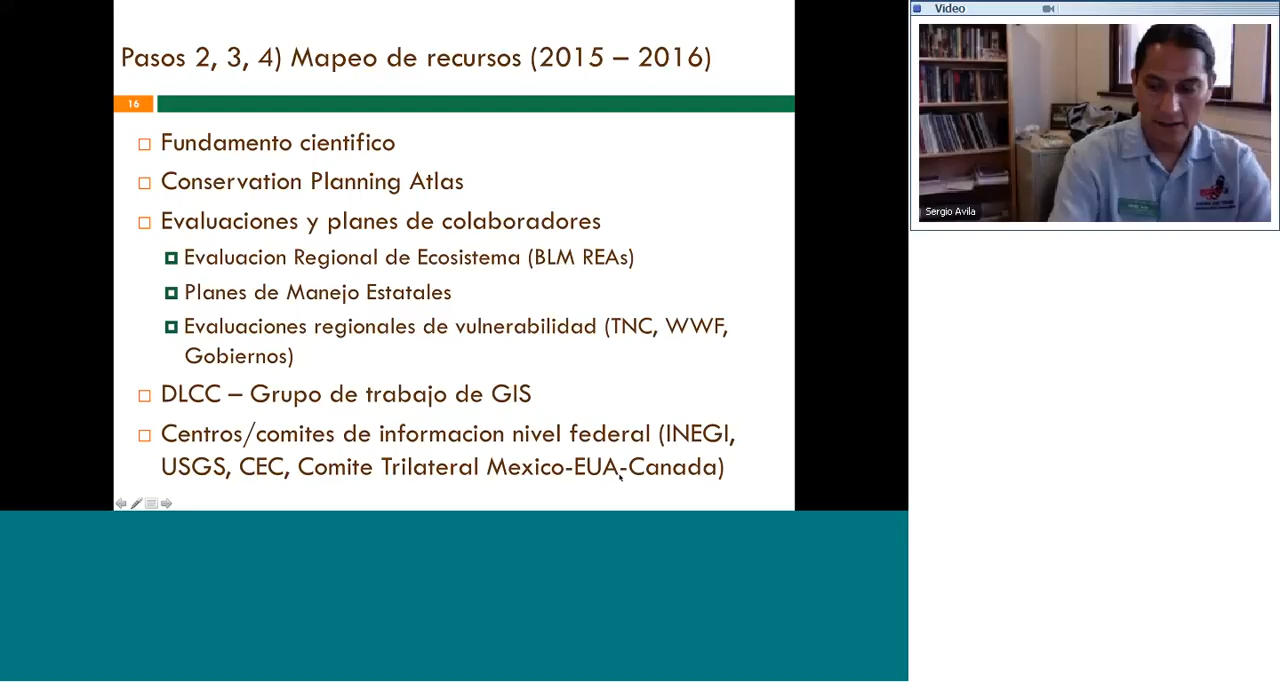 Pasos 2, 3, 4) Mapeo de recursos (2015 – 2016)
16
Fundamento cientifico
Conservation Planning Atlas
Evaluaciones y planes de colaboradores
Evaluacion Regional de Ecosistema (BLM REAs)
Planes de Manejo Estatales
Evaluaciones regionales de vulnerabilidad (TNC, WWF,
Gobiernos)
DLCC – Grupo de trabajo de GIS
Centros/comites de informacion nivel federal (INEGI,
USGS, CEC, Comite Trilateral Mexico-EUA-Canada)
Video
Sergio Avila